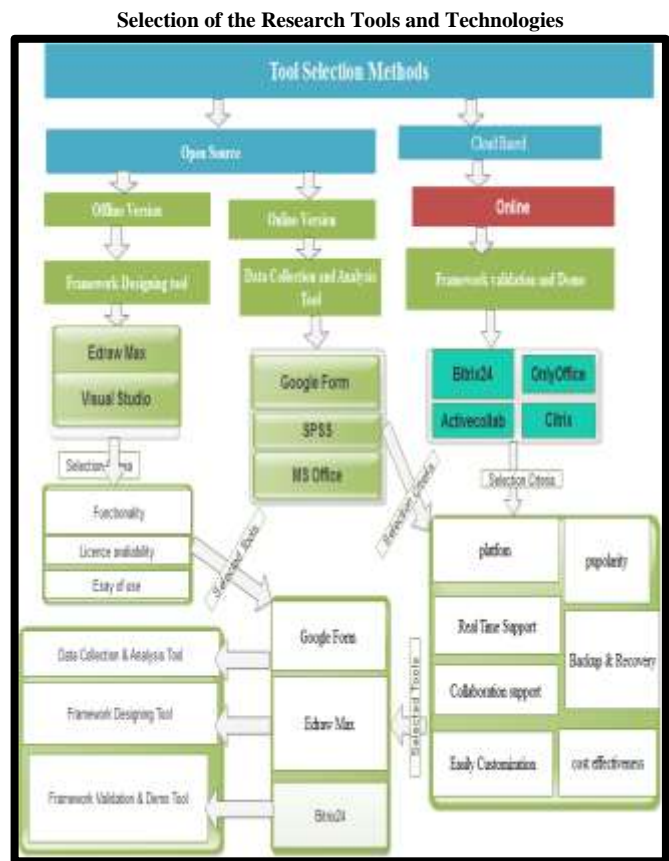 Selection of the Research Tools and Technologies
Tool Selection Methods
Open Source
Cloud Based
Offline Version
Online Version
Online
Framework Designing tool
Data Collection and Analysis
Tool
Framework validation and Demo
Edraw Max
Visual Studio
Google Form
SPSS
MS Office
Bitrix24
OnlyOffice
Activecollab
Citrix
Selection
Selection Criteria
Selection Criteria
Selected Tools
Functionality
Licence availability
Easy of use
platform
popolarity
Real Time Support
Backup & Recovery
Collaboration support
Easily Customization
cost effectiveness
Selected Tools
Google Form
Edraw Max
Bitrix24
Data Collection & Analysis Tool
Framework Designing Tool
Framework Validation & Demo Tool